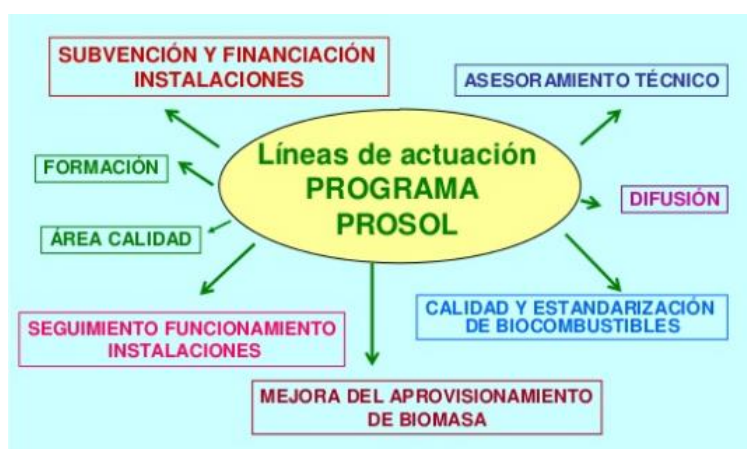 SUBVENCIÓN Y FINANCIACIÓN
INSTALACIONES
ASESORAMIENTO TÉCNICO
Líneas de actuación
PROGRAMA
PROSOL
FORMACIÓN
DIFUSIÓN
ÁREA CALIDAD
CALIDAD Y ESTANDARIZACIÓN
DE BIOCOMBUSTIBLES
SEGUIMIENTO FUNCIONAMIENTO
INSTALACIONES
MEJORA DEL APROVISIONAMIENTO
DE BIOMASA